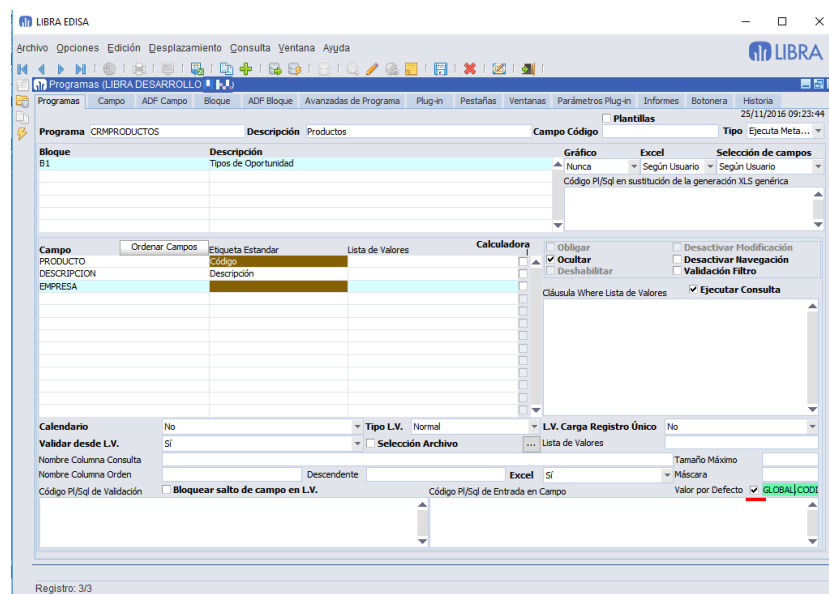 LIBRA EDISA
Archivo Opciones Edición Desplazamiento Consulta Ventana Ayuda
LIBRA
Programas (LIBRA DESARROLLO
Programas Campo ADF Campo Bloque ADF Bloque Avanzadas de Programa Plug-in Pestañas Ventanas Parámetros Plug-in Informes Botonera Historia
Plantillas 25/11/2016 09:23:44
Programa CRMPRODUCTOS Descripción Productos Campo Código Tipo Ejecuta Meta...
Bloque Descripción Gráfico Excel Selección de campos
B1 Tipos de Oportunidad Nunca Según Usuario Según Usuario
Código Pl/Sql en sustitución de la generación XLS genérica
Campo Ordenar Campos Etiqueta Estandar Lista de Valores Calculadora Obligar Desactivar Modificación
PRODUCTO Código Ocultar Desactivar Navegación
DESCRIPCION Descripción Deshabilitar Validación Filtro
EMPRESA Cláusula Where Lista de Valores Ejecutar Consulta
Calendario No Tipo L.V. Normal L.V. Carga Registro Único No
Validar desde L.V. Sí Selección Archivo ... Lista de Valores
Nombre Columna Consulta Tamaño Máximo
Nombre Columna Orden Descendente Excel Sí Máscara
Código Pl/Sql de Validación Bloquear salto de campo en L.V. Código Pl/Sql de Entrada en Campo Valor por Defecto GLOBAL.CODI
Registro: 3/3